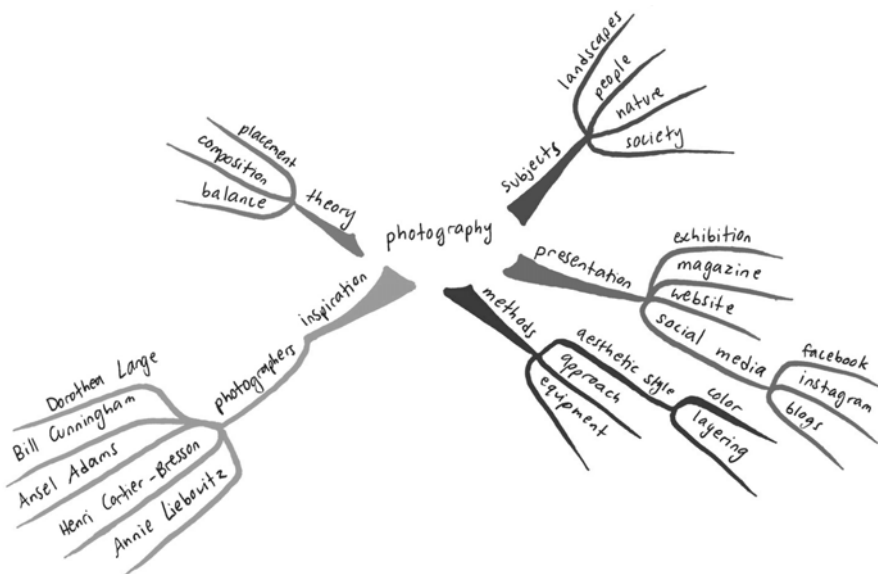 photography
subjects
landscapes
people
nature
society
presentation
exhibition
magazine
website
social media
facebook
instagram
blogs
methods
aesthetic style
color
layering
approach
equipment
inspiration
photographers
Dorothea Lange
Bill Cunningham
Ansel Adams
Henri Cartier-Bresson
Annie Liebovitz
theory
placement
composition
balance